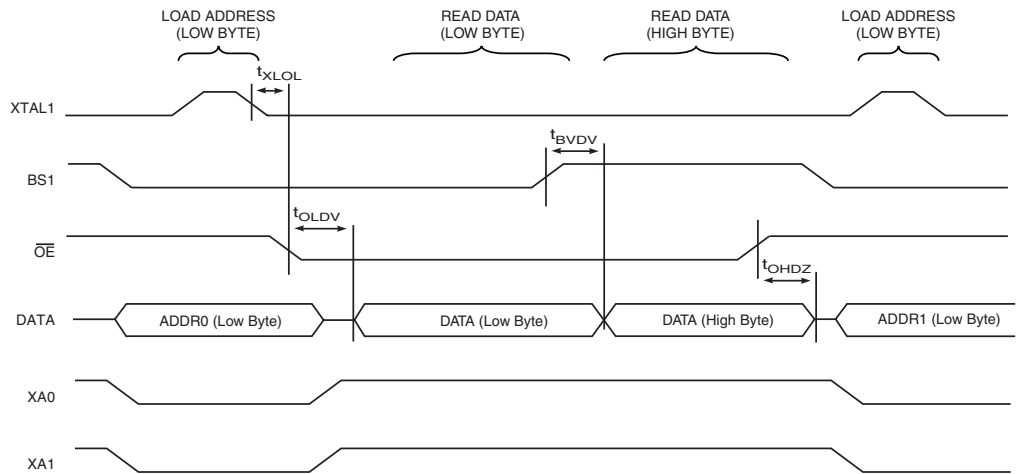 LOAD ADDRESS
(LOW BYTE)
READ DATA
(LOW BYTE)
READ DATA
(HIGH BYTE)
LOAD ADDRESS
(LOW BYTE)
tXLOL
XTAL1
tBVDV
BS1
tOLDV
OE
tOHDZ
DATA
ADDR0 (Low Byte)
DATA (Low Byte)
DATA (High Byte)
ADDR1 (Low Byte)
XA0
XA1